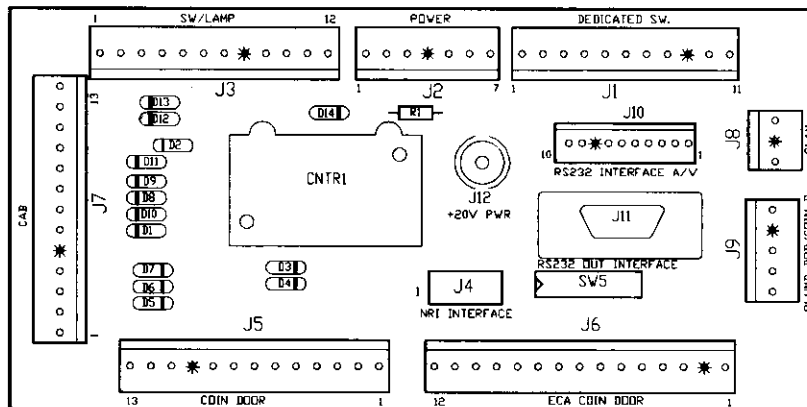 SW/LAMP POWER DEDICATED SW.
1 12
J3 1 J2 7 1 J1 11
D13 D14 R1 J10
D12
D2 10 1 J8
D11 RS232 INTERFACE A/V
D9 CNTR1
D8 J12 J11
D10 +20V PWR
D1
CAB J7 13 1
RS232 OUT INTERFACE J9
D7 D3
D6 D4 1 J4 SW5
D5 NRI INTERFACE
J5 J6
13 COIN DOOR 1 12 ECA COIN DOOR 1